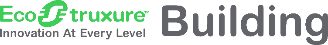 EcoStruxure™ Building
Innovation At Every Level